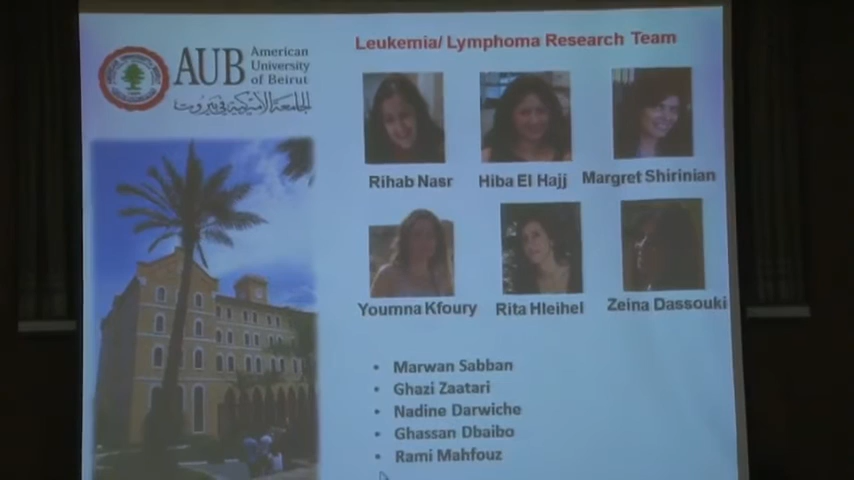 AUB
American
University
of Beirut
الجامعة الأميركية في بيروت
Leukemia/ Lymphoma Research Team
Rihab Nasr
Hiba El Hajj
Margret Shirinian
Youmna Kfoury
Rita Hleihel
Zeina Dassouki
• Marwan Sabban
• Ghazi Zaatari
• Nadine Darwiche
• Ghassan Dbaibo
• Rami Mahfouz